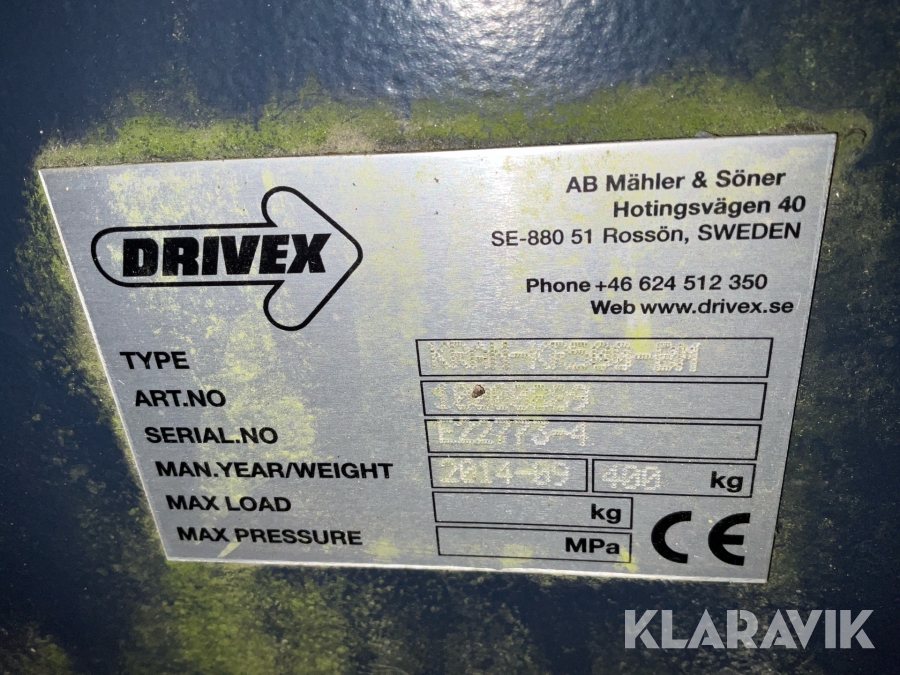 DRIVEX
AB Mähler & Söner
Hotingsvägen 40
SE-880 51 Rossön, SWEDEN
Phone +46 624 512 350
Web www.drivex.se
TYPE
ART.NO
SERIAL.NO
MAN.YEAR/WEIGHT 2014-09 400 kg
MAX LOAD kg
MAX PRESSURE MPa
CE
KLARAVIK